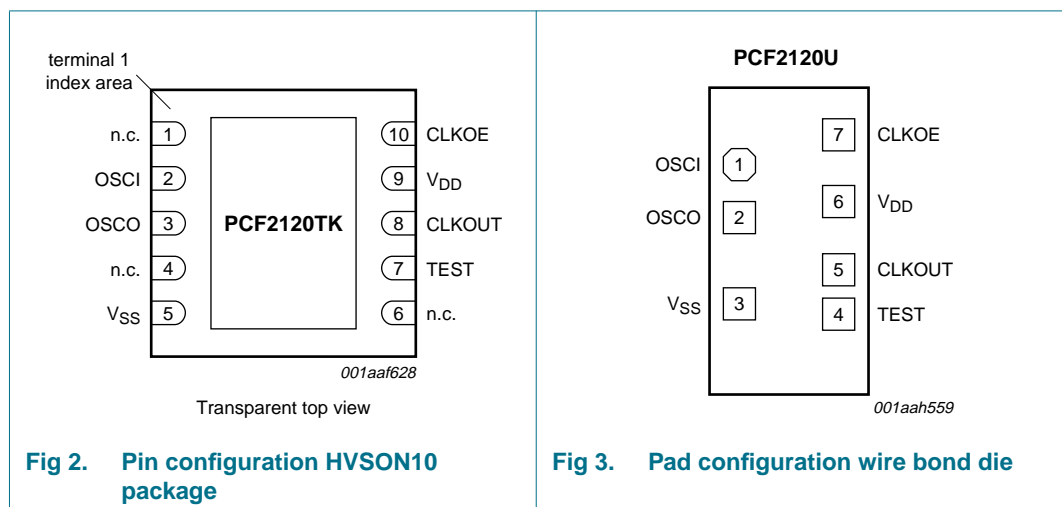 terminal 1
index area
n.c. 1 10 CLKOE
OSCI 2 9 VDD
OSCO 3 PCF2120TK 8 CLKOUT
n.c. 4 7 TEST
VSS 5 6 n.c.
001aaf628
Transparent top view
Fig 2. Pin configuration HVSON10
package
PCF2120U
7 CLKOE
OSCI 1
6 VDD
OSCO 2
5 CLKOUT
VSS 3
4 TEST
001aah559
Fig 3. Pad configuration wire bond die